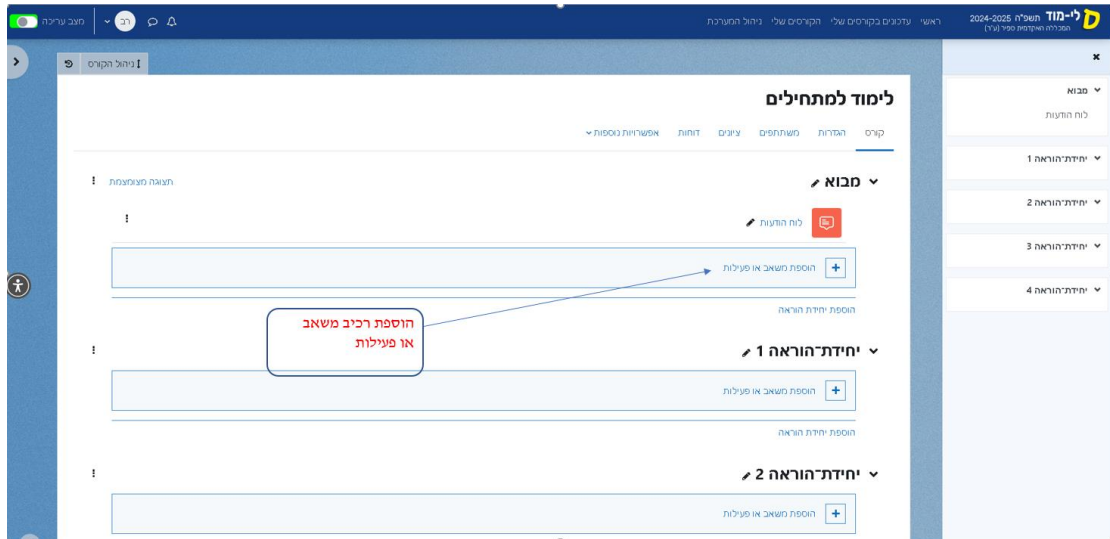 לי-מוד תשפ"ה 2024-2025
המכללה האקדמית ספיר (ע"ר)
ראשי עדכונים בקורסים שלי הקורסים שלי ניהול המערכת
רב
מצב עריכה
מבוא
לוח הודעות
יחידת־הוראה 1
יחידת־הוראה 2
יחידת־הוראה 3
יחידת־הוראה 4
ניהול הקורס
לימוד למתחילים
קורס הגדרות משתתפים ציונים דוחות אפשרויות נוספות
מבוא
תצוגה מצומצמת
לוח הודעות
הוספת משאב או פעילות
הוספת יחידת הוראה
הוספת רכיב משאב
או פעילות
יחידת־הוראה 1
הוספת משאב או פעילות
הוספת יחידת הוראה
יחידת־הוראה 2
הוספת משאב או פעילות